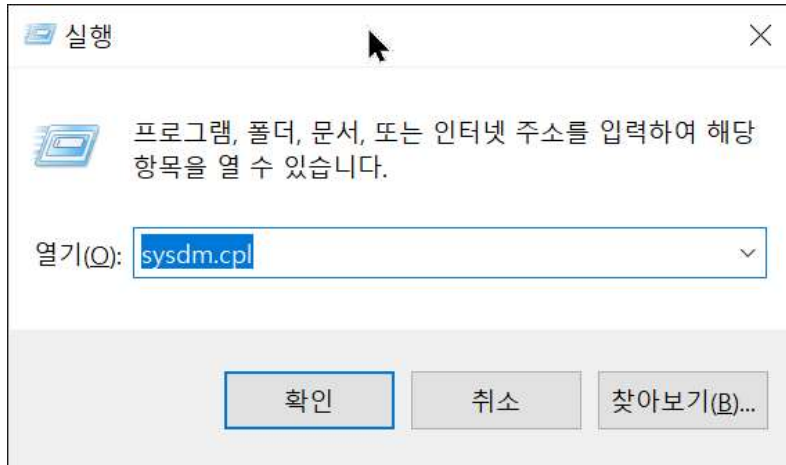 실행
프로그램, 폴더, 문서, 또는 인터넷 주소를 입력하여 해당
항목을 열 수 있습니다.
열기(O): sysdm.cpl
확인 취소 찾아보기(B)...